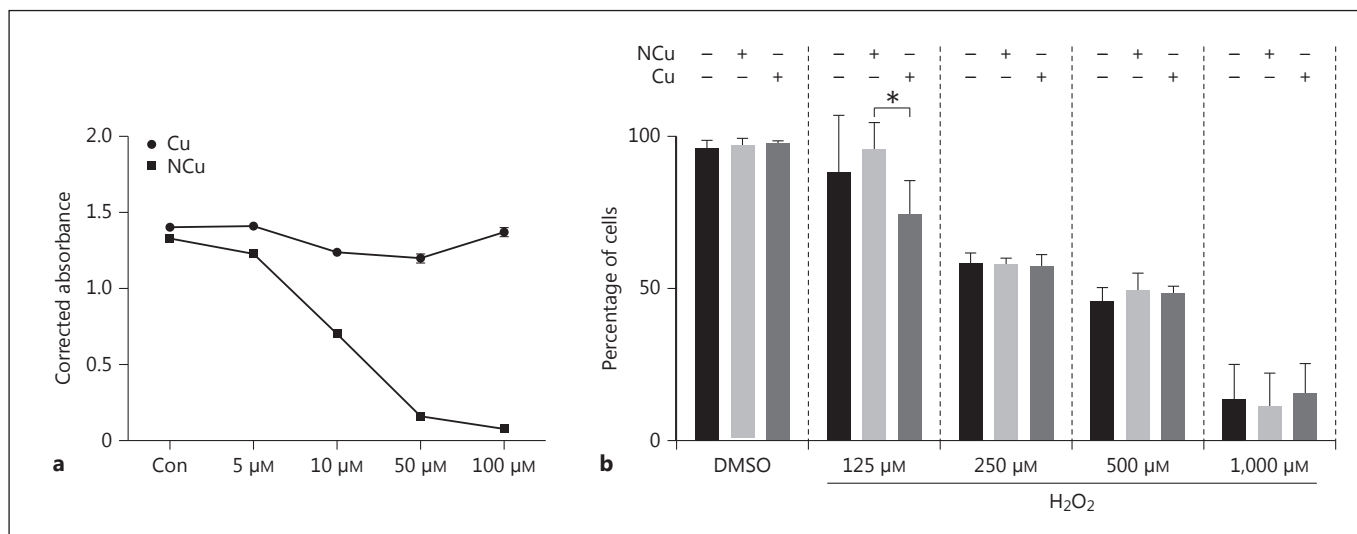 NCu – + – – + – – + – – + – – + –
Cu – – + – – + – – + – – + – – +
*
2.0
1.5
1.0
0.5
0
Corrected absorbance
Cu
NCu
Con 5 µM 10 µM 50 µM 100 µM
a
100
50
0
Percentage of cells
DMSO 125 µM 250 µM 500 µM 1,000 µM
H₂O₂
b